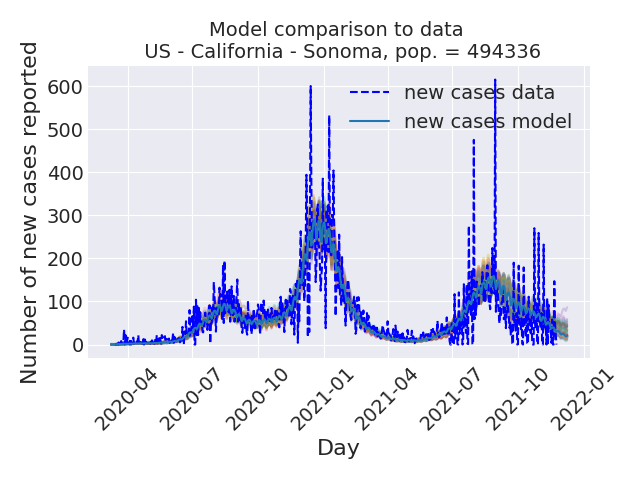 Model comparison to data
US - California - Sonoma, pop. = 494336
Number of new cases reported
600
500
400
300
200
100
0
new cases data
new cases model
2020-04
2020-07
2020-10
2021-01
2021-04
2021-07
2021-10
2022-01
Day